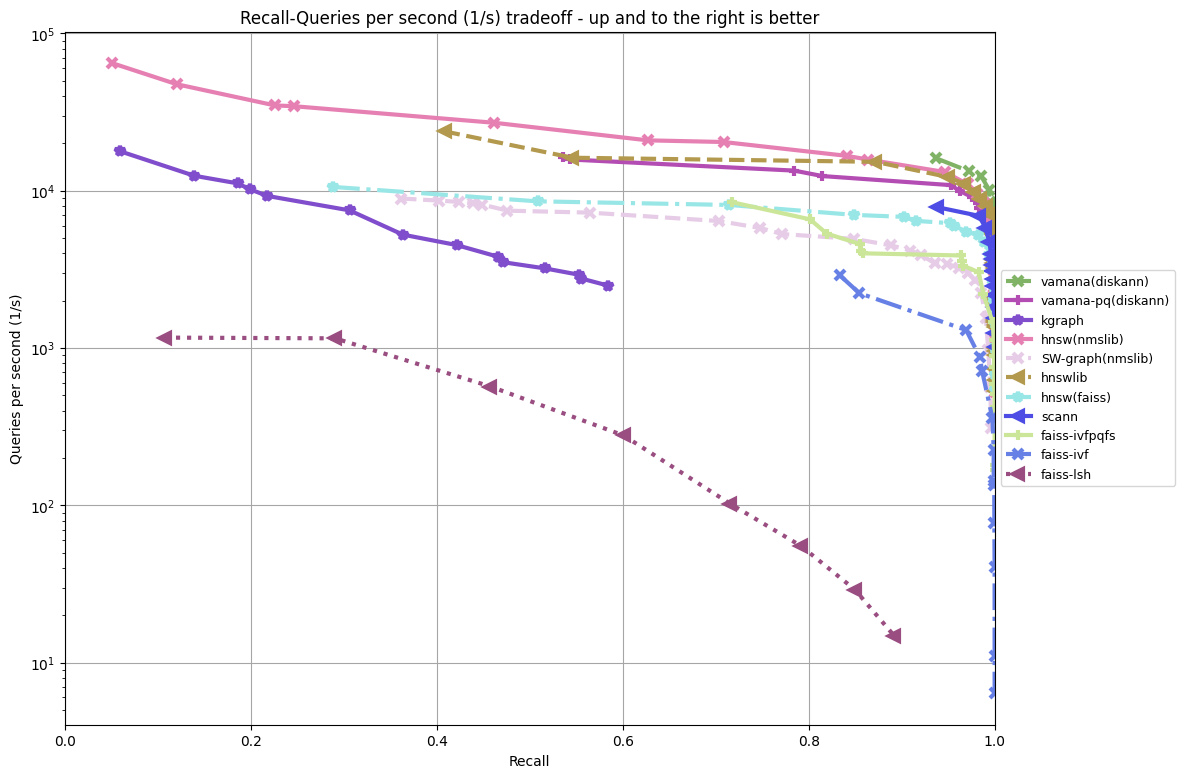 Recall-Queries per second (1/s) tradeoff - up and to the right is better
10^5
10^4
10^3
10^2
10^1
Queries per second (1/s)
0.0 0.2 0.4 0.6 0.8 1.0
Recall
vamana(diskann)
vamana-pq(diskann)
kgraph
hnsw(nmslib)
SW-graph(nmslib)
hnswlib
hnsw(faiss)
scann
faiss-ivfpqfs
faiss-ivf
faiss-lsh